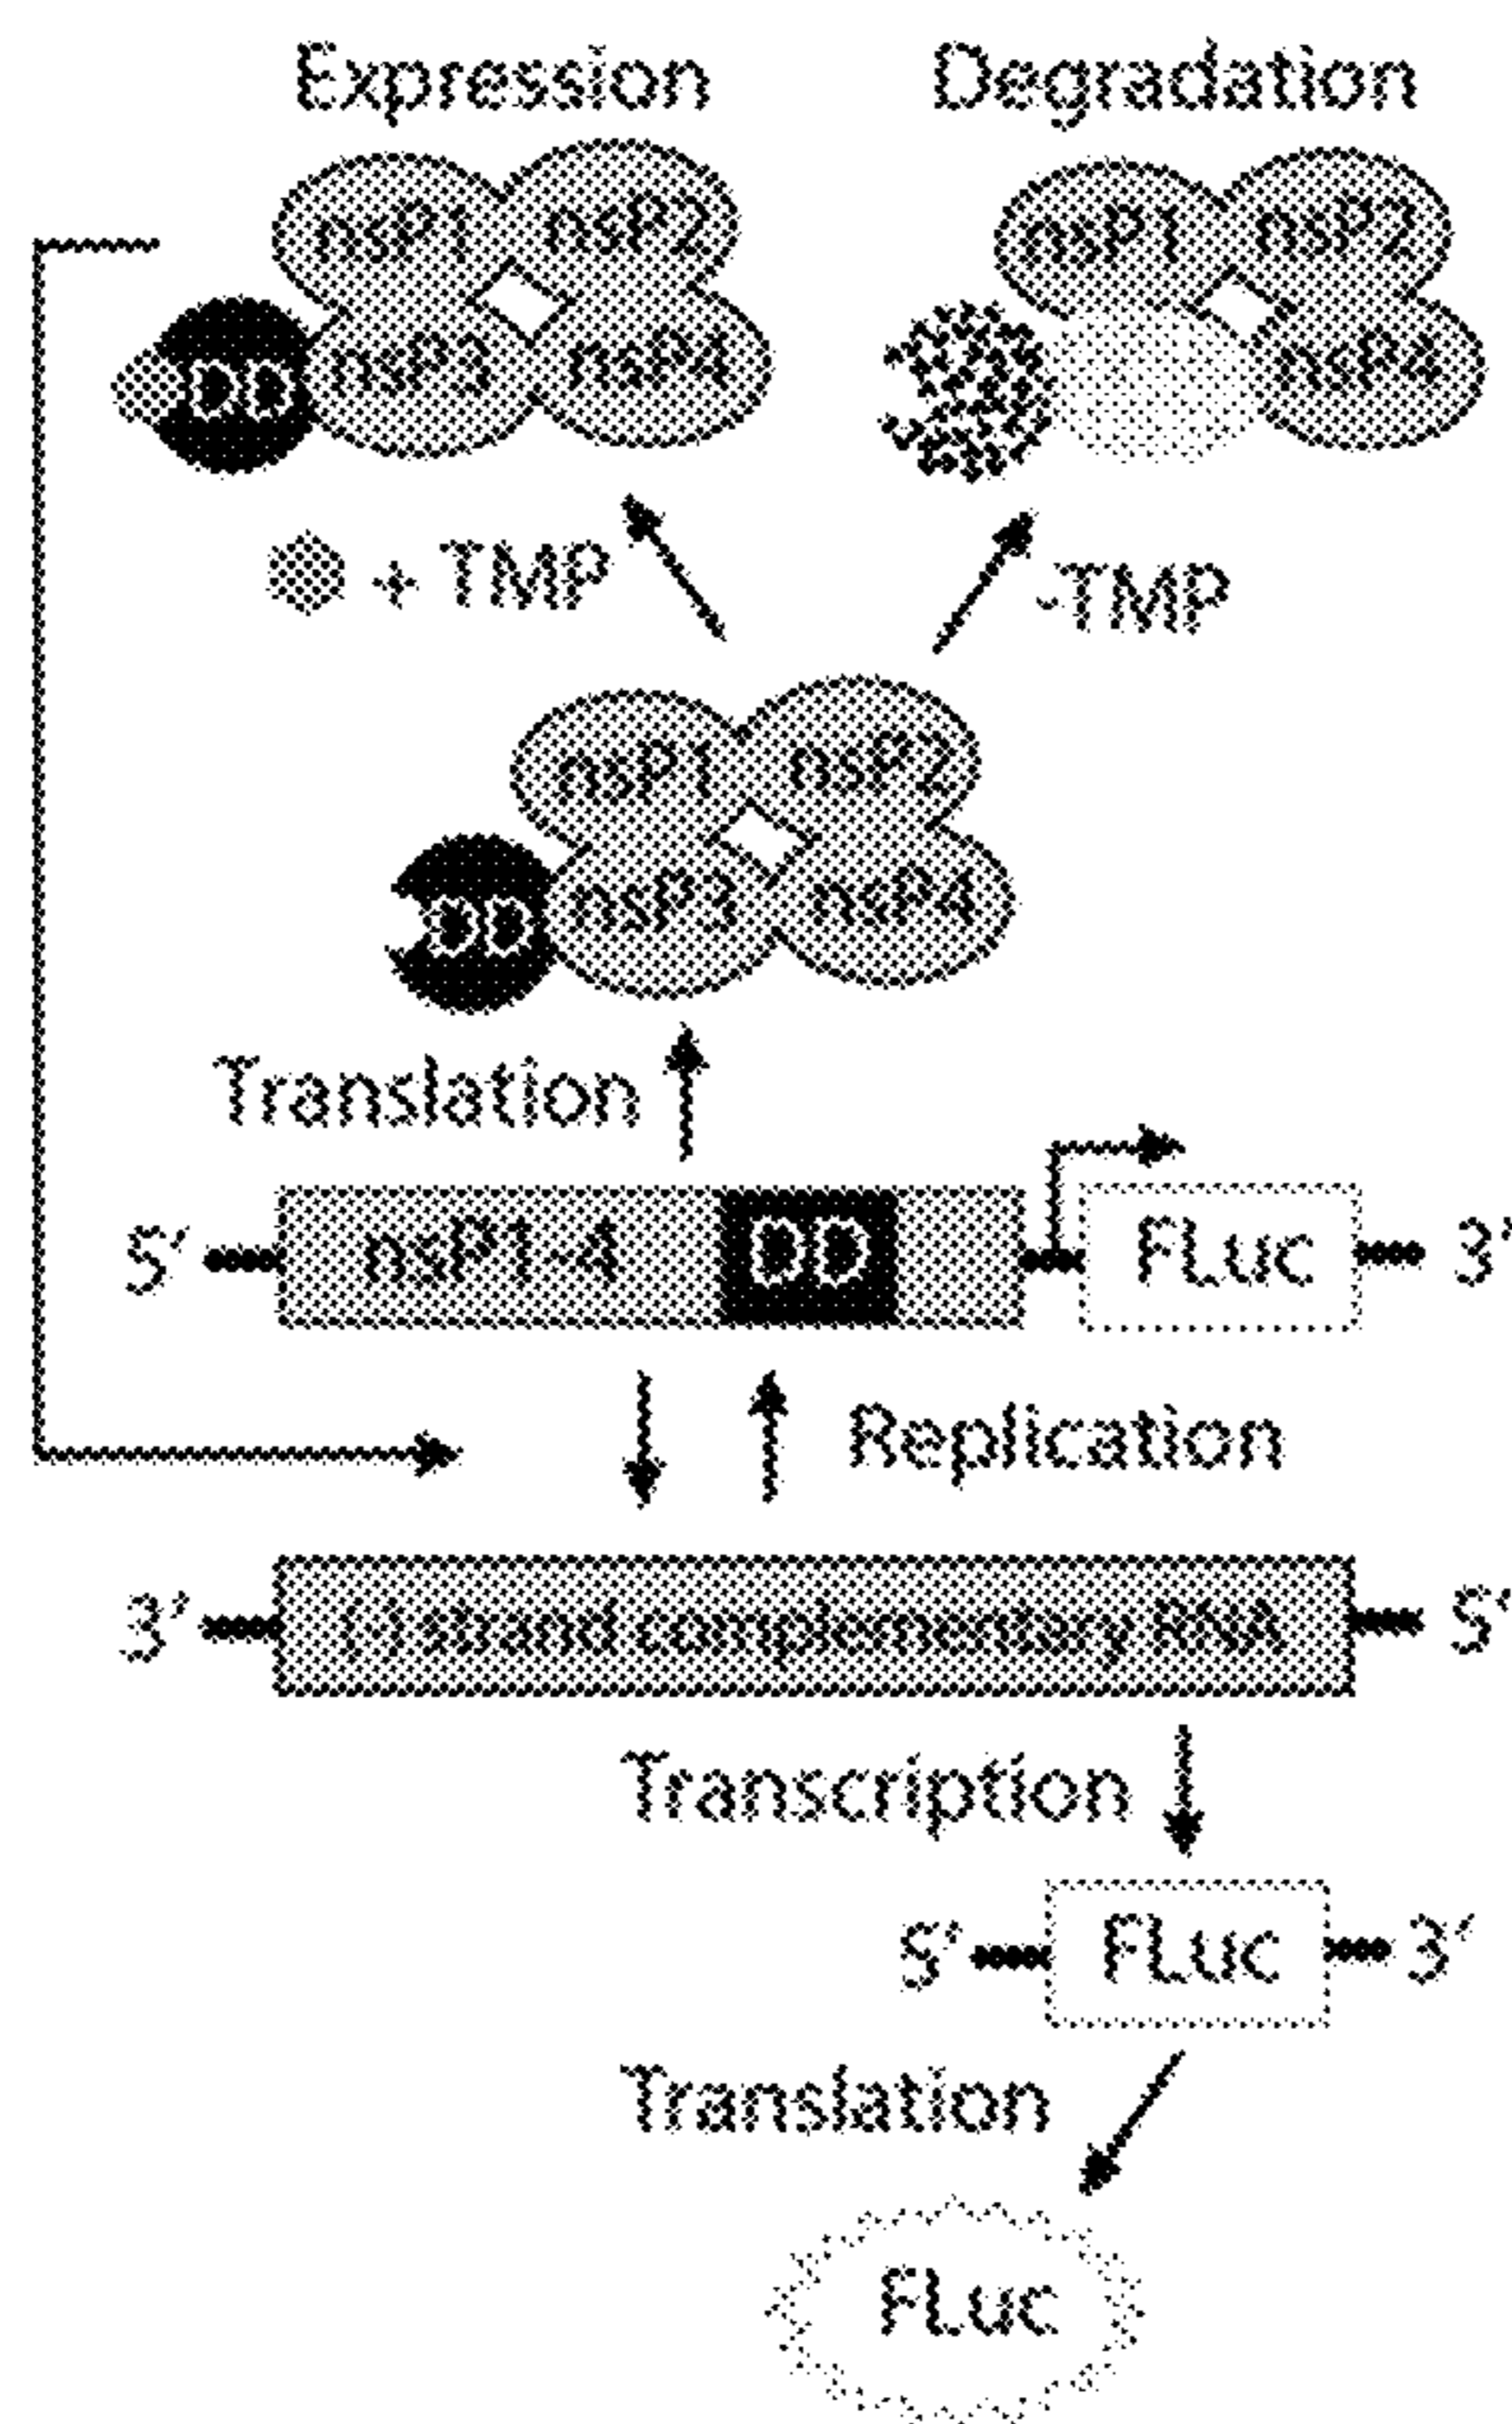 Expression Degradation
nsP1 nsP2 nsP1 nsP2
DD nsP3 nsP4 nsP4
+ TMP -TMP
nsP1 nsP2
DD nsP3 nsP4
Translation
5' nsP1-4 DD FLuc 3'
Replication
3' (-) strand complementary RNA 5'
Transcription
5' FLuc 3'
Translation
FLuc